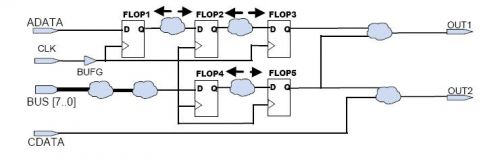 FLOP1 FLOP2 FLOP3
ADATA
D Q D Q D Q
OUT1
CLK
BUFG
FLOP4 FLOP5
D Q D Q
BUS [7..0]
OUT2
CDATA